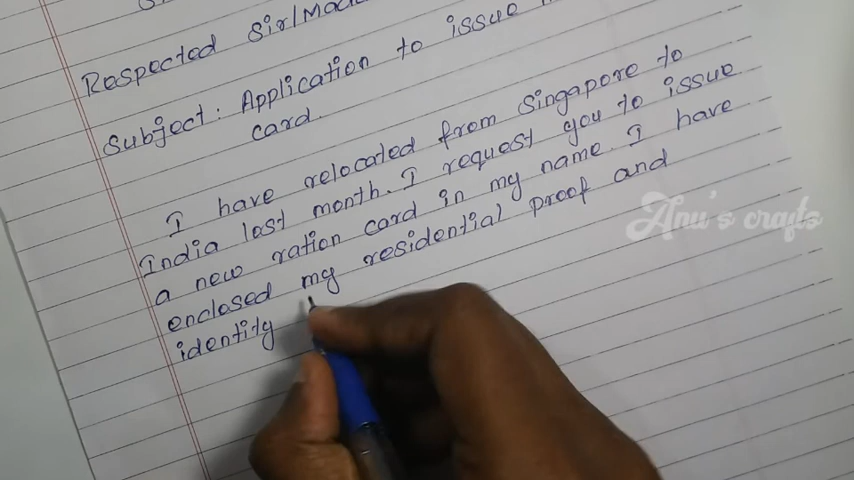 Respected Sir/Mada
Subject: Application to issue
card.
I have relocated from Singapore to
India last month. I request you to issue
a new ration card in my name. I have
enclosed my residential proof and
identity
Anu's crafts